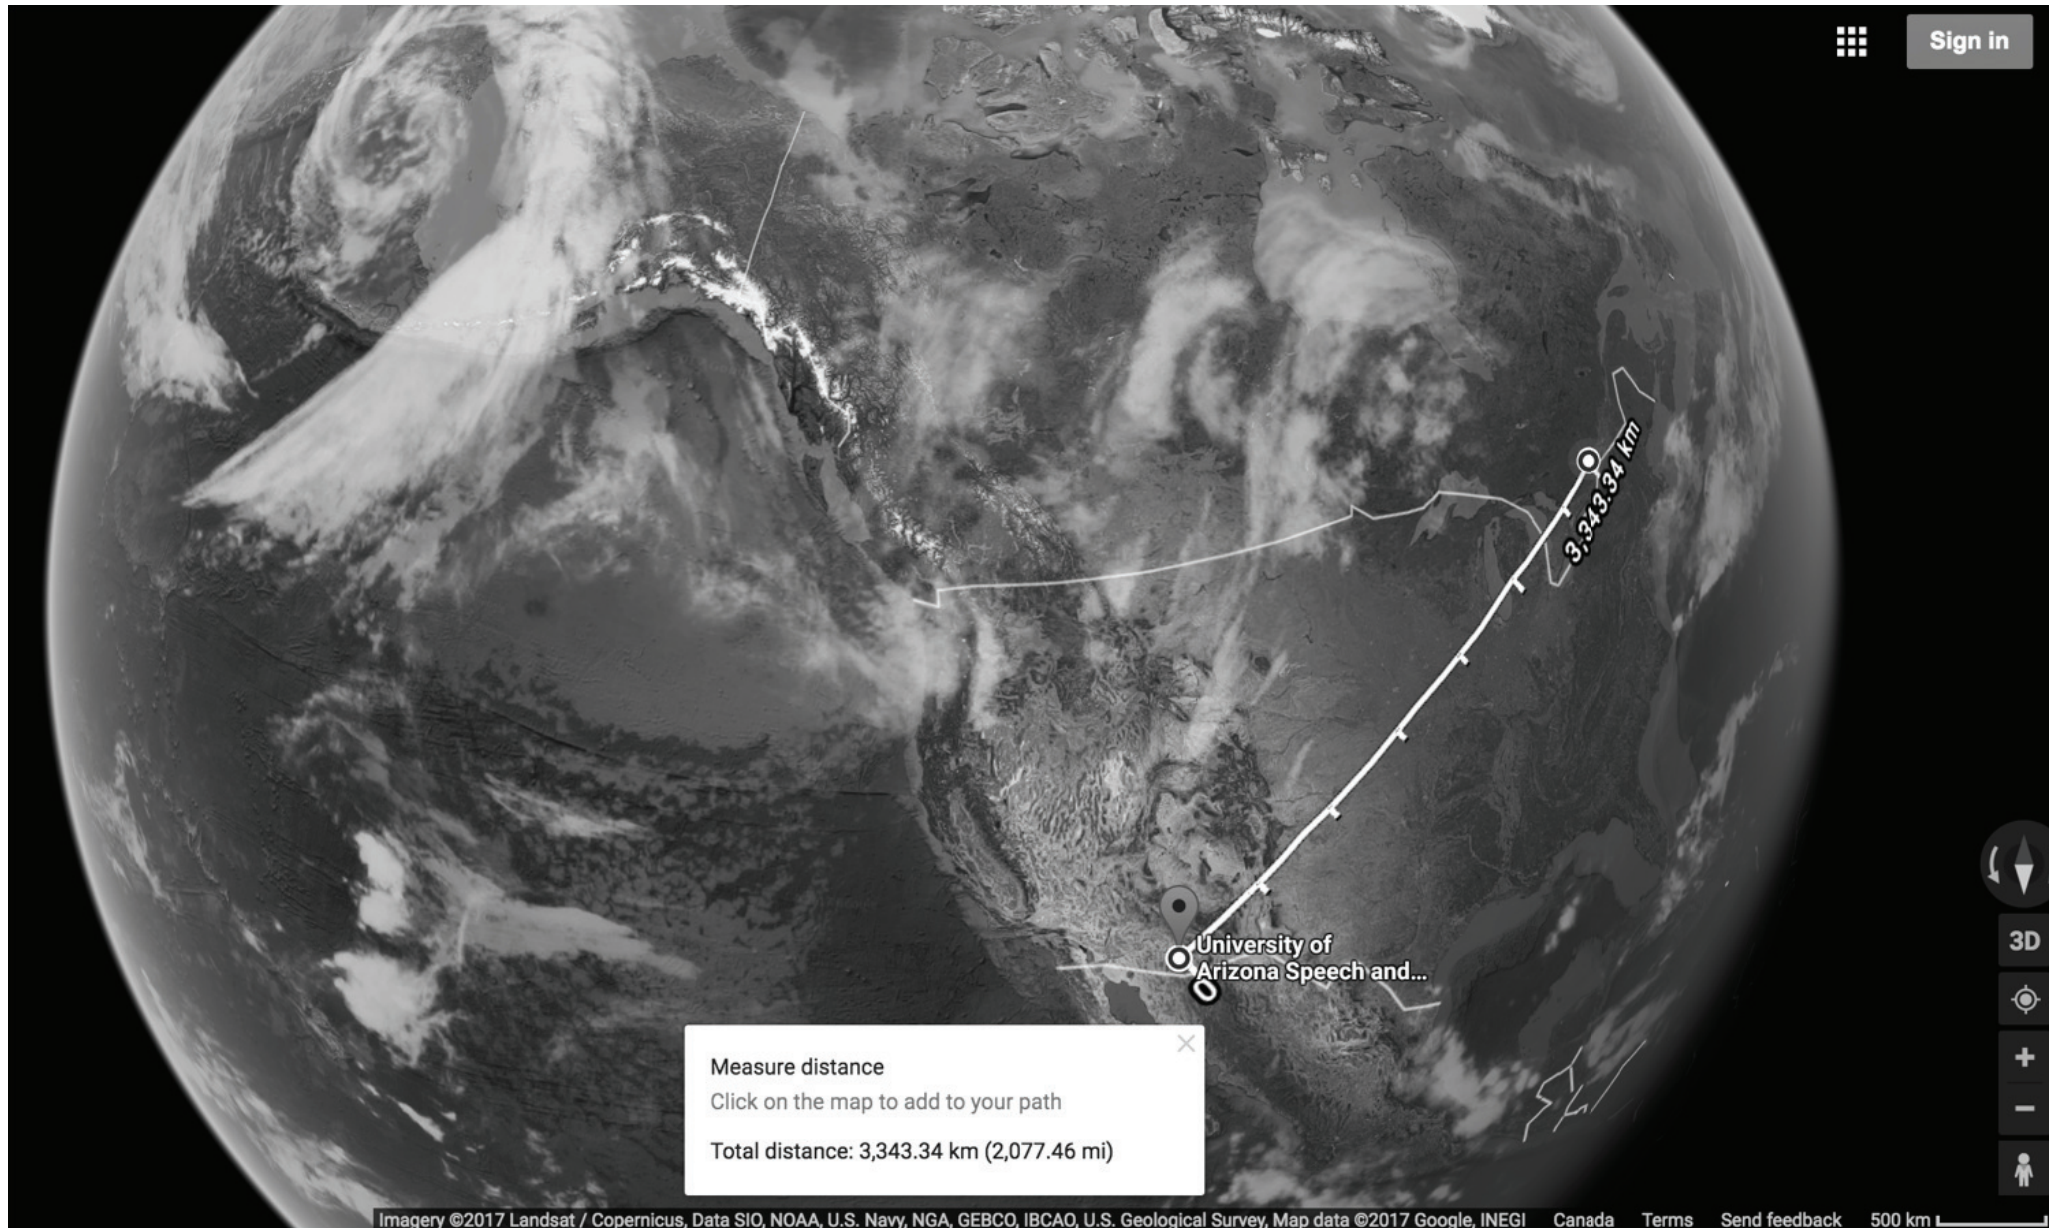 Sign in
3,343.34 km
University of
Arizona Speech and...
0
3D
Measure distance
Click on the map to add to your path
Total distance: 3,343.34 km (2,077.46 mi)
Imagery ©2017 Landsat / Copernicus, Data SIO, NOAA, U.S. Navy, NGA, GEBCO, IBCAO, U.S. Geological Survey, Map data ©2017 Google, INEGI Canada Terms Send feedback 500 km